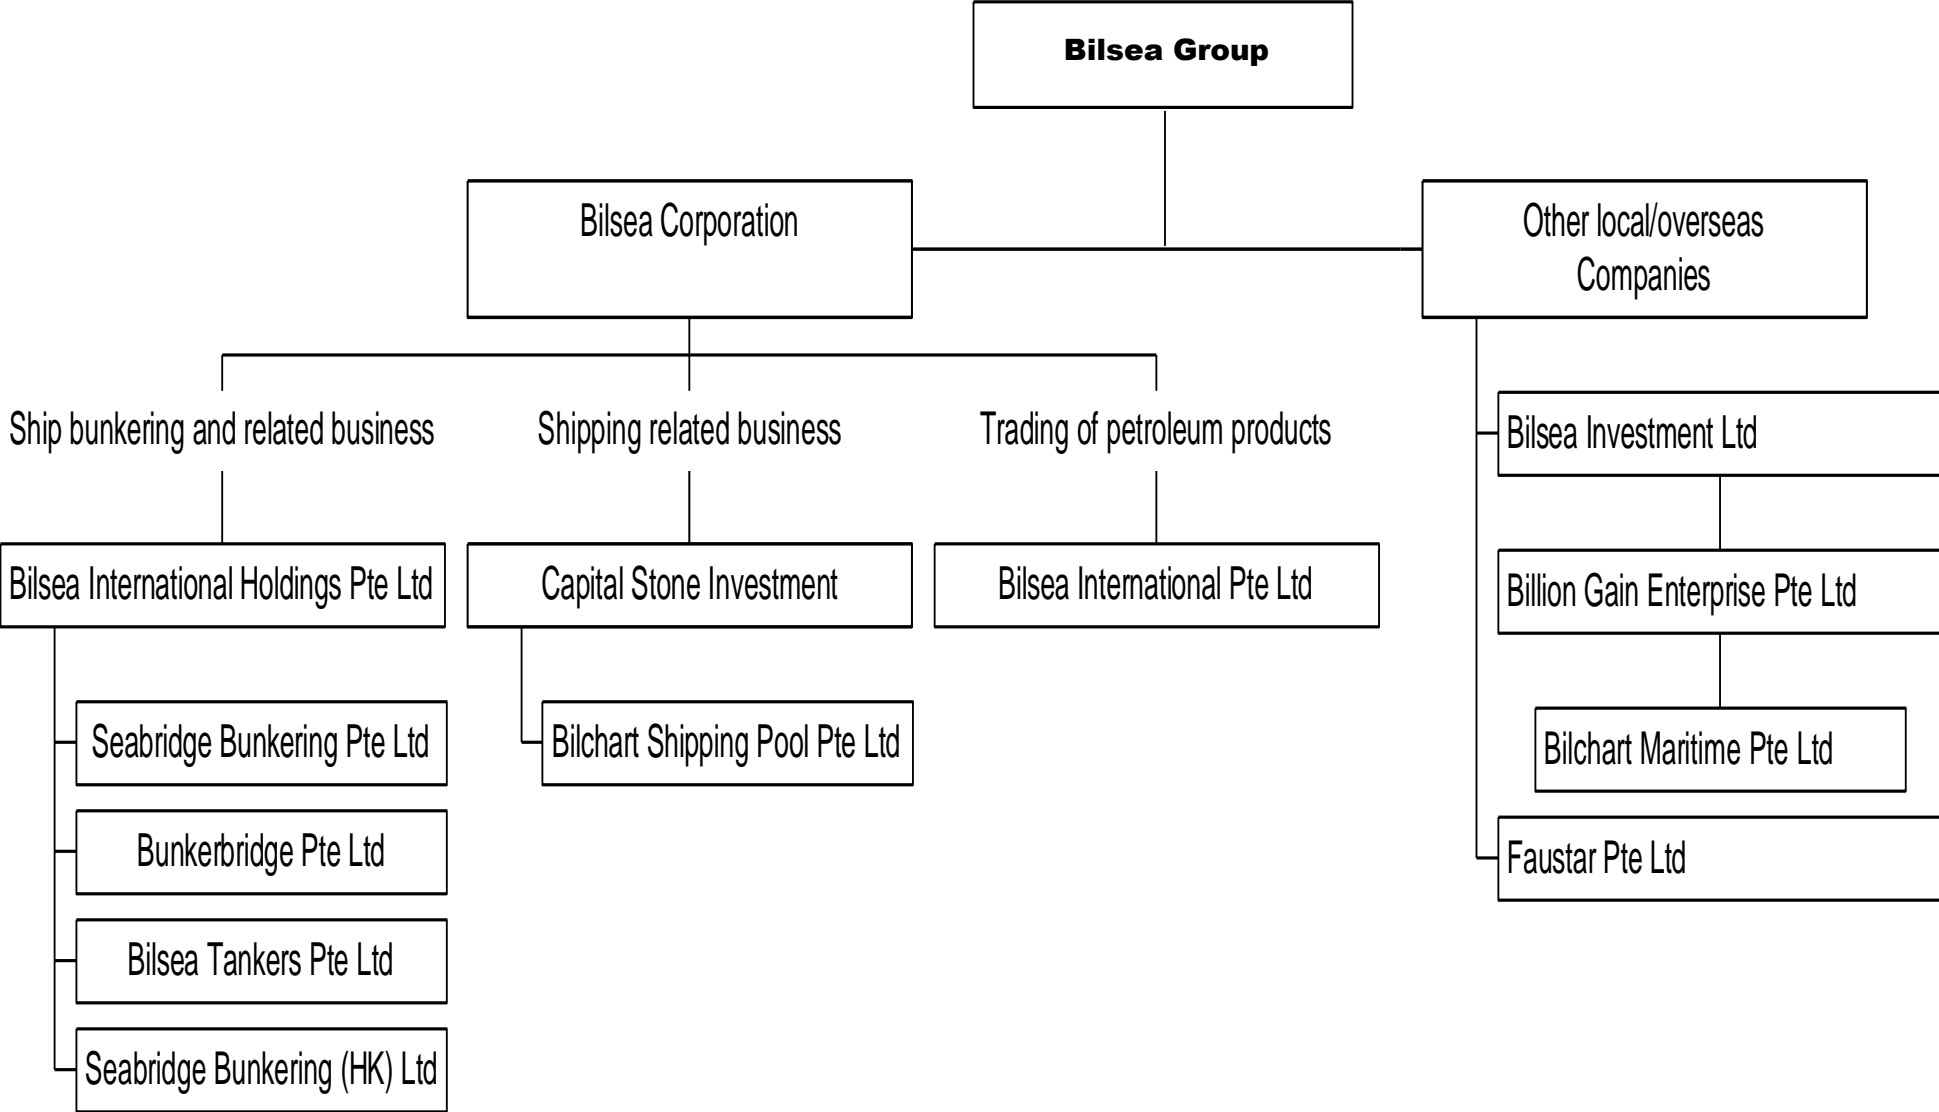 Bilsea Group
Bilsea Corporation
Other local/overseas
Companies
Ship bunkering and related business
Shipping related business
Trading of petroleum products
Bilsea Investment Ltd
Bilsea International Holdings Pte Ltd
Capital Stone Investment
Bilsea International Pte Ltd
Billion Gain Enterprise Pte Ltd
Seabridge Bunkering Pte Ltd
Bilchart Shipping Pool Pte Ltd
Bilchart Maritime Pte Ltd
Bunkerbridge Pte Ltd
Faustar Pte Ltd
Bilsea Tankers Pte Ltd
Seabridge Bunkering (HK) Ltd